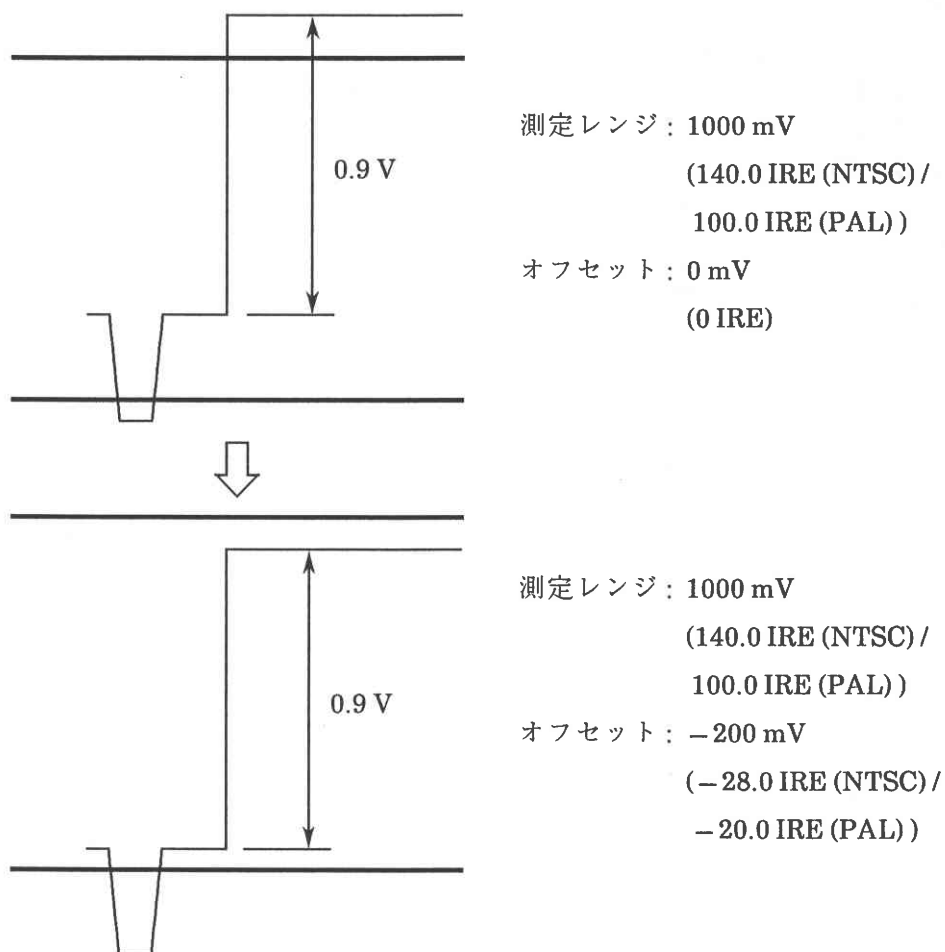 0.9 V
測定レンジ : 1000 mV
(140.0 IRE (NTSC) /
100.0 IRE (PAL) )
オフセット : 0 mV
(0 IRE)
0.9 V
測定レンジ : 1000 mV
(140.0 IRE (NTSC) /
100.0 IRE (PAL) )
オフセット : −200 mV
(−28.0 IRE (NTSC) /
−20.0 IRE (PAL) )